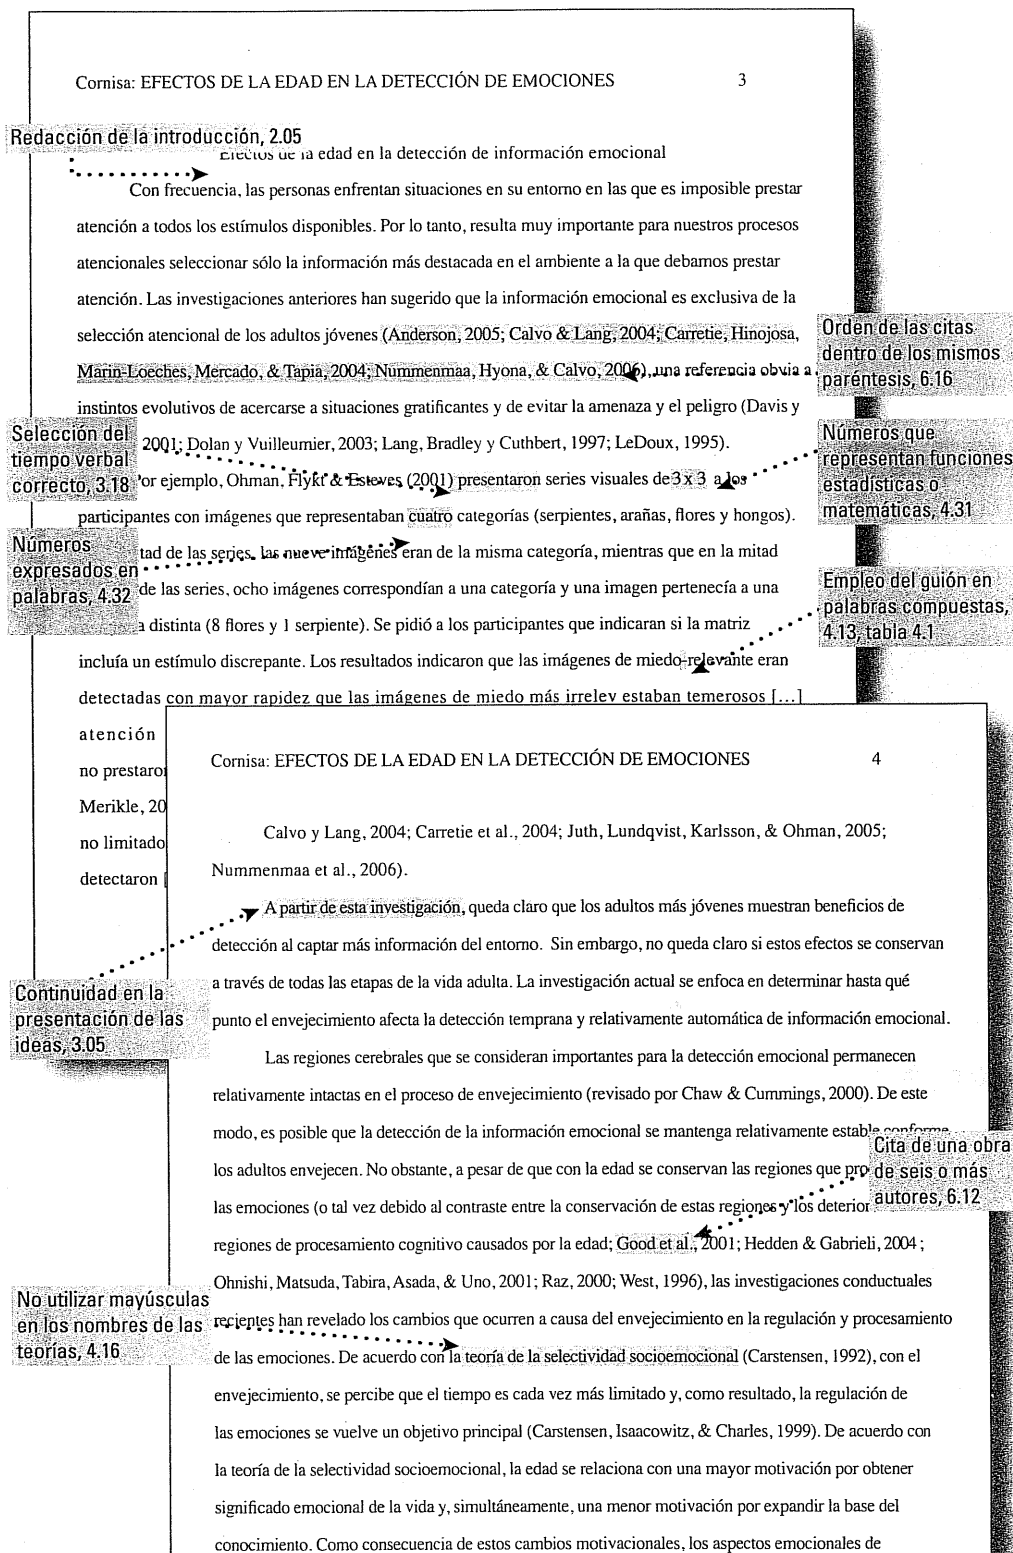 Cornisa: EFECTOS DE LA EDAD EN LA DETECCIÓN DE EMOCIONES 3
Redacción de la introducción, 2.05
Efectos de la edad en la detección de información emocional
Con frecuencia, las personas enfrentan situaciones en su entorno en las que es imposible prestar
atención a todos los estímulos disponibles. Por lo tanto, resulta muy importante para nuestros procesos
atencionales seleccionar sólo la información más destacada en el ambiente a la que debamos prestar
atención. Las investigaciones anteriores han sugerido que la información emocional es exclusiva de la
selección atencional de los adultos jóvenes (Anderson, 2005; Calvo & Lang, 2004; Carretie, Hinojosa,
Marin-Loeches, Mercado, & Tapia, 2004; Nummenmaa, Hyona, & Calvo, 2006), una referencia obvia a
instintos evolutivos de acercarse a situaciones gratificantes y de evitar la amenaza y el peligro (Davis y
2001; Dolan y Vuilleumier, 2003; Lang, Bradley y Cuthbert, 1997; LeDoux, 1995).
or ejemplo, Ohman, Flykt & Esteves (2001) presentaron series visuales de 3 x 3 a los
participantes con imágenes que representaban cuatro categorías (serpientes, arañas, flores y hongos).
tad de las series, las nueve imágenes eran de la misma categoría, mientras que en la mitad
de las series, ocho imágenes correspondían a una categoría y una imagen pertenecía a una
a distinta (8 flores y 1 serpiente). Se pidió a los participantes que indicaran si la matriz
incluía un estímulo discrepante. Los resultados indicaron que las imágenes de miedo-relevante eran
detectadas con mayor rapidez que las imágenes de miedo más irrelev estaban temerosos [...]
atención
no prestaro
Merikle, 20
no limitado
detectaron [
Orden de las citas
dentro de los mismos
paréntesis, 6.16
Selección del
tiempo verbal
correcto, 3.18
Números que
representan funciones
estadísticas o
matemáticas, 4.31
Números
expresados en
palabras, 4.32
Empleo del guión en
palabras compuestas,
4.13, tabla 4.1
Cornisa: EFECTOS DE LA EDAD EN LA DETECCIÓN DE EMOCIONES 4
Calvo y Lang, 2004; Carretie et al., 2004; Juth, Lundqvist, Karlsson, & Ohman, 2005;
Nummenmaa et al., 2006).
A partir de esta investigación, queda claro que los adultos más jóvenes muestran beneficios de
detección al captar más información del entorno. Sin embargo, no queda claro si estos efectos se conservan
a través de todas las etapas de la vida adulta. La investigación actual se enfoca en determinar hasta qué
punto el envejecimiento afecta la detección temprana y relativamente automática de información emocional.
Las regiones cerebrales que se consideran importantes para la detección emocional permanecen
relativamente intactas en el proceso de envejecimiento (revisado por Chaw & Cummings, 2000). De este
modo, es posible que la detección de la información emocional se mantenga relativamente estable conforme
los adultos envejecen. No obstante, a pesar de que con la edad se conservan las regiones que pro
las emociones (o tal vez debido al contraste entre la conservación de estas regiones y los deterior
regiones de procesamiento cognitivo causados por la edad; Good et al., 2001; Hedden & Gabrieli, 2004;
Ohnishi, Matsuda, Tabira, Asada, & Uno, 2001; Raz, 2000; West, 1996), las investigaciones conductuales
recientes han revelado los cambios que ocurren a causa del envejecimiento en la regulación y procesamiento
de las emociones. De acuerdo con la teoría de la selectividad socioemocional (Carstensen, 1992), con el
envejecimiento, se percibe que el tiempo es cada vez más limitado y, como resultado, la regulación de
las emociones se vuelve un objetivo principal (Carstensen, Isaacowitz, & Charles, 1999). De acuerdo con
la teoría de la selectividad socioemocional, la edad se relaciona con una mayor motivación por obtener
significado emocional de la vida y, simultáneamente, una menor motivación por expandir la base del
conocimiento. Como consecuencia de estos cambios motivacionales, los aspectos emocionales de
Continuidad en la
presentación de las
ideas, 3.05
Cita de una obra
de seis o más
autores, 6.12
No utilizar mayúsculas
en los nombres de las
teorías, 4.16